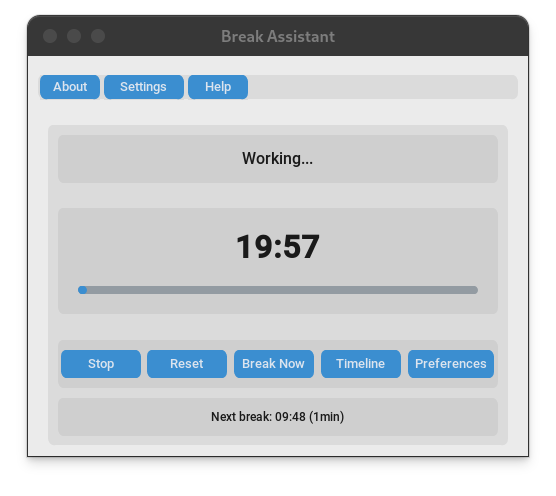 Break Assistant
About Settings Help
Working...
19:57
Stop Reset Break Now Timeline Preferences
Next break: 09:48 (1min)